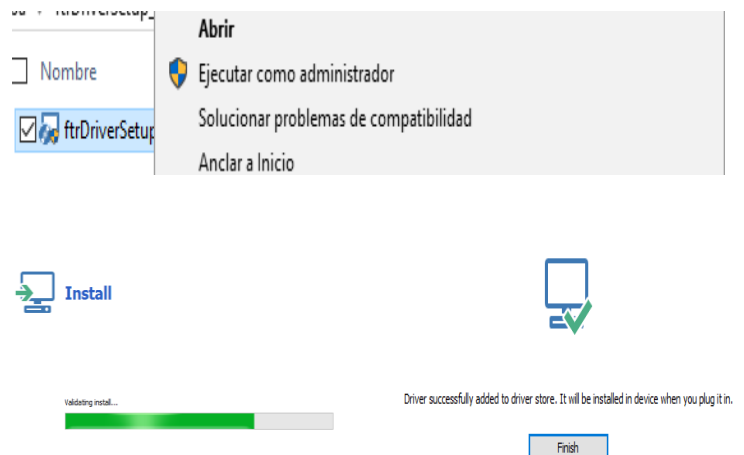 Abrir
Nombre
Ejecutar como administrador
ftrDriverSetup
Solucionar problemas de compatibilidad
Anclar a Inicio
Install
Validating install...
Driver successfully added to driver store. It will be installed in device when you plug it in.
Finish